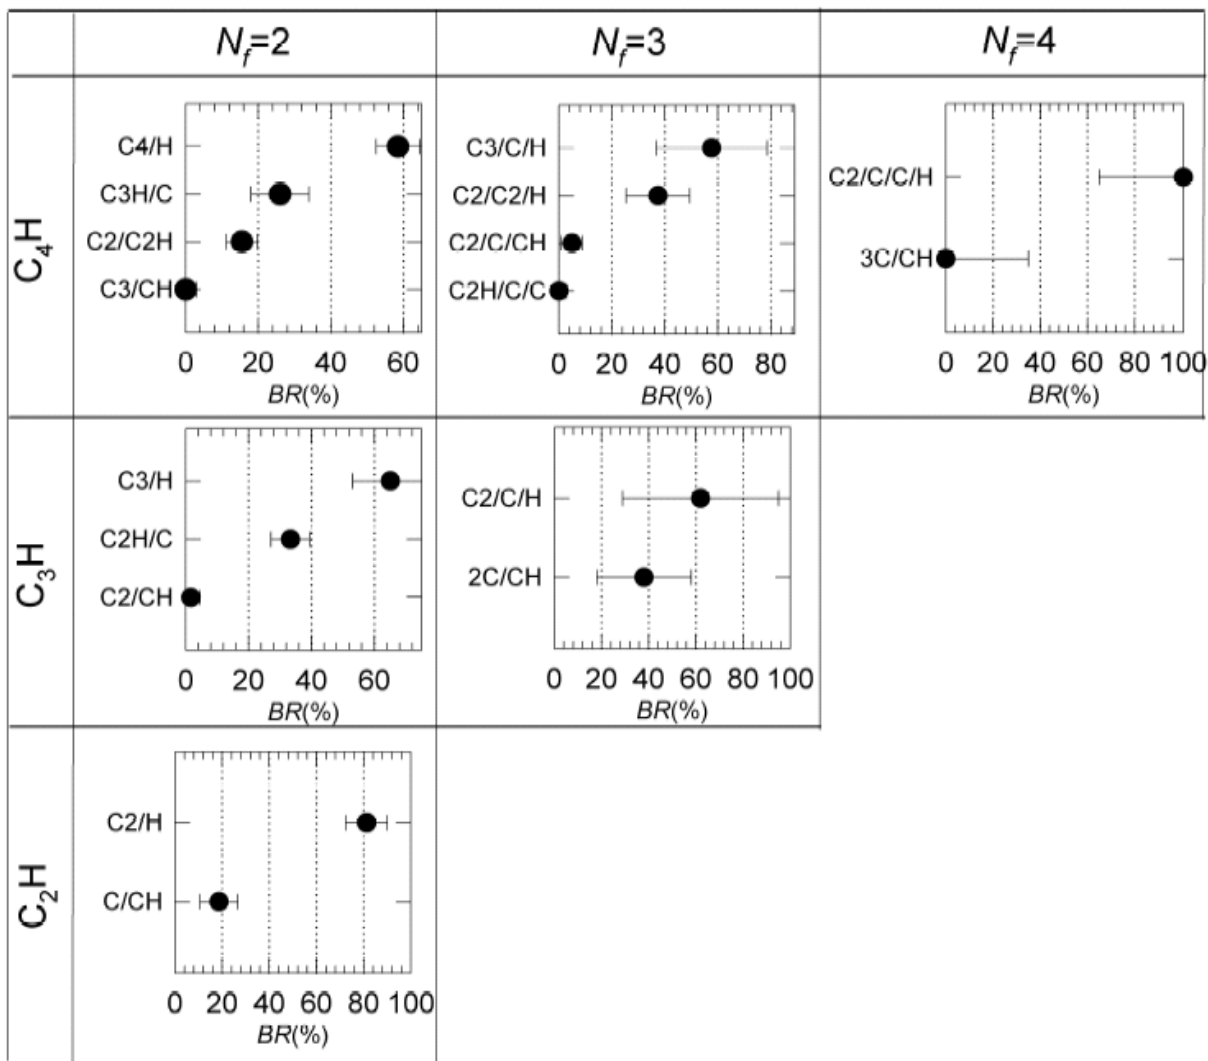 N_f=2 N_f=3 N_f=4
C₄H
C4/H
C3H/C
C2/C2H
C3/CH
0 20 40 60
BR(%)
C3/C/H
C2/C2/H
C2/C/CH
C2H/C/C
0 20 40 60 80
BR(%)
C2/C/C/H
3C/CH
0 20 40 60 80 100
BR(%)
C₃H
C3/H
C2H/C
C2/CH
0 20 40 60
BR(%)
C2/C/H
2C/CH
0 20 40 60 80 100
BR(%)
C₂H
C2/H
C/CH
0 20 40 60 80 100
BR(%)